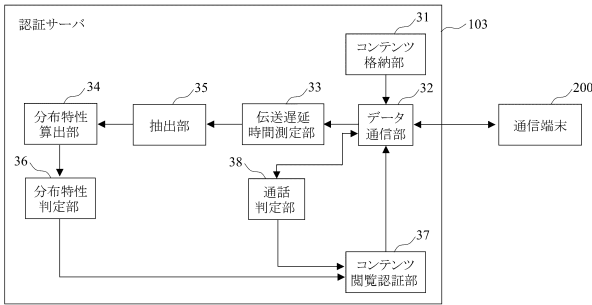 認証サーバ
103
31
コンテンツ
格納部
34
分布特性
算出部
35
抽出部
33
伝送遅延
時間測定部
32
データ
通信部
200
通信端末
36
分布特性
判定部
38
通話
判定部
37
コンテンツ
閲覧認証部